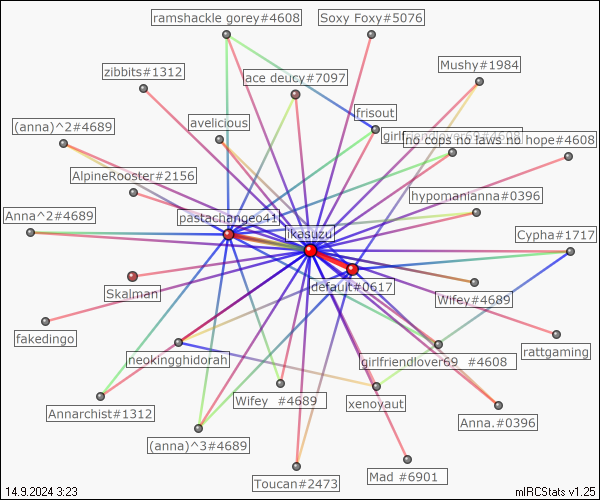 ramshackle gorey#4608
Soxy Foxy#5076
Mushy#1984
zibbits#1312
ace deucy#7097
frisout
avelicious
(anna)^2#4689
girlfriendlover69#4608
no cops no laws no hope#4608
AlpineRooster#2156
hypomanianna#0396
Anna^2#4689
pastachangeo41
ikasuzu
Cypha#1717
Skalman
default#0617
Wifey#4689
fakedingo
rattgaming
neokingghidorah
girlfriendlover69 #4608
Annarchist#1312
Wifey #4689
xenoyaut
Anna.#0396
(anna)^3#4689
Toucan#2473
Mad #6901
14.9.2024 3:23
mIRCStats v1.25